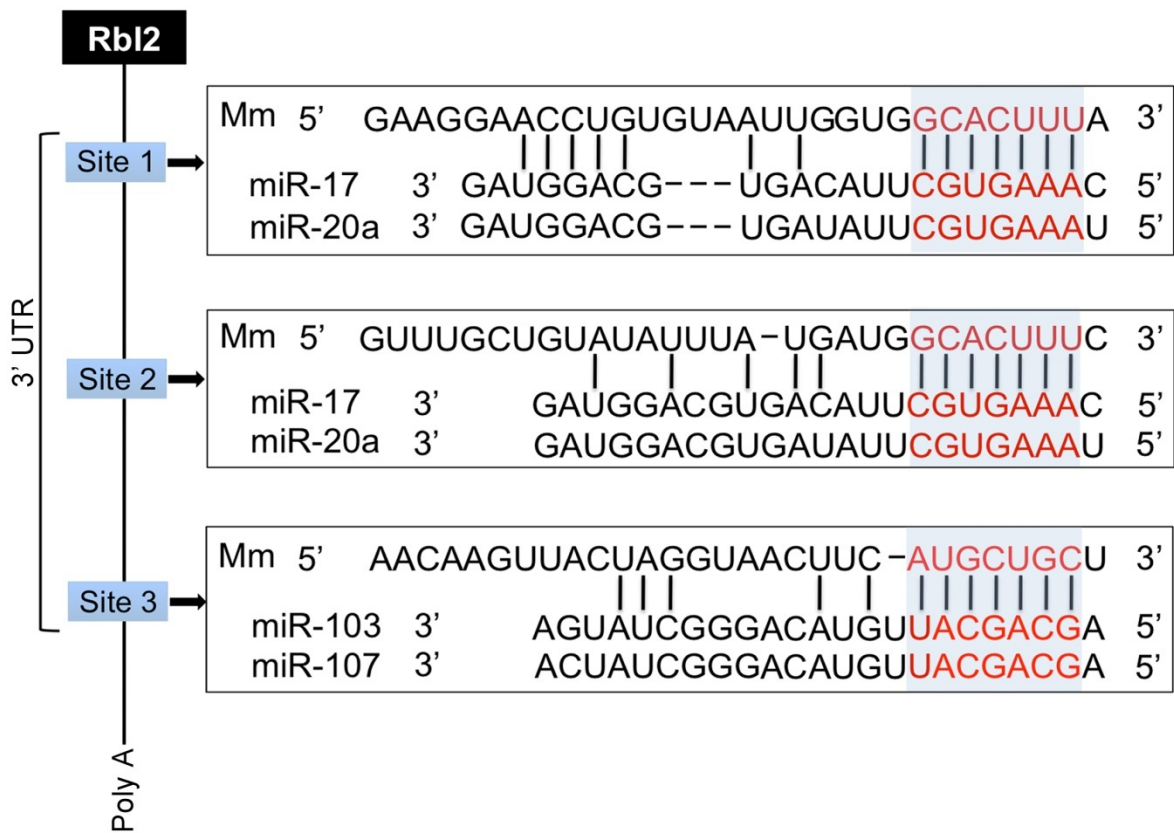 Rbl2
Mm 5’ GAAGGAACCUGUGUAAUUGGUGGCACUUUA 3’
Site 1
miR-17 3’ GAUGGACG---UGACAUUCGUGAAAC 5’
miR-20a 3’ GAUGGACG---UGAUAUUCGUGAAAU 5’
3’ UTR
Mm 5’ GUUUGCUGUAUAUUUA-UGAUGGCACUUUC 3’
Site 2
miR-17 3’ GAUGGACGUGACAUUCGUGAAAC 5’
miR-20a 3’ GAUGGACGUGAUAUUCGUGAAAU 5’
Mm 5’ AACAAGUUACUAGGUAACUUC-AUGCUGCU 3’
Site 3
miR-103 3’ AGUAUCGGGACAUGUUACGACGA 5’
miR-107 3’ ACUAUCGGGACAUGUUACGACGA 5’
Poly A